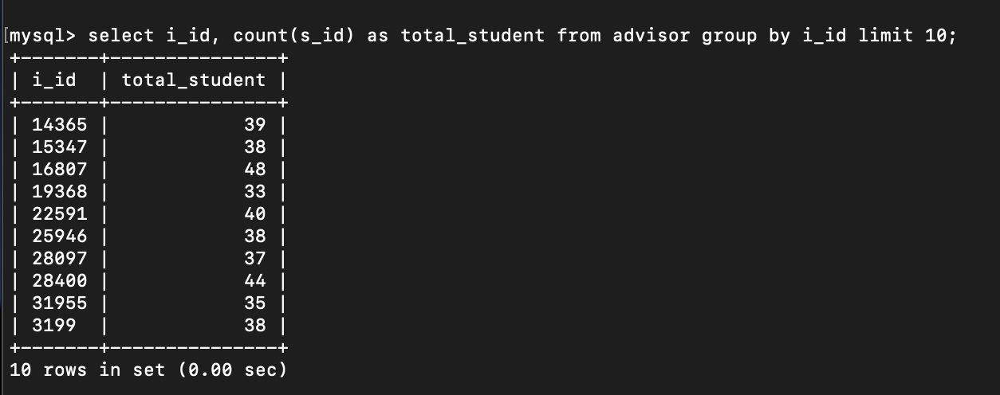 [mysql> select i_id, count(s_id) as total_student from advisor group by i_id limit 10;
+-------+---------------+
| i_id  | total_student |
+-------+---------------+
| 14365 |            39 |
| 15347 |            38 |
| 16807 |            48 |
| 19368 |            33 |
| 22591 |            40 |
| 25946 |            38 |
| 28097 |            37 |
| 28400 |            44 |
| 31955 |            35 |
| 3199  |            38 |
+-------+---------------+
10 rows in set (0.00 sec)